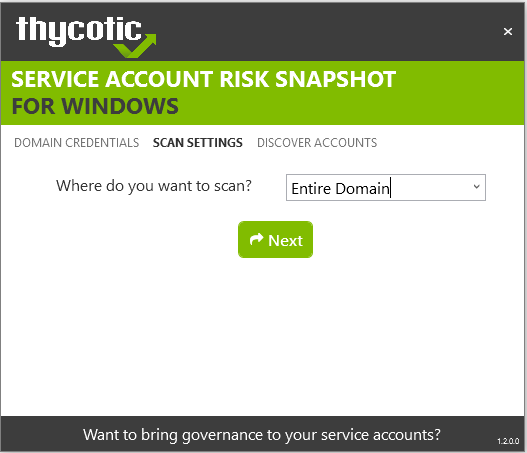 thycotic
×
SERVICE ACCOUNT RISK SNAPSHOT
FOR WINDOWS
DOMAIN CREDENTIALS SCAN SETTINGS DISCOVER ACCOUNTS
Where do you want to scan? Entire Domain
Next
Want to bring governance to your service accounts?
1.2.0.0